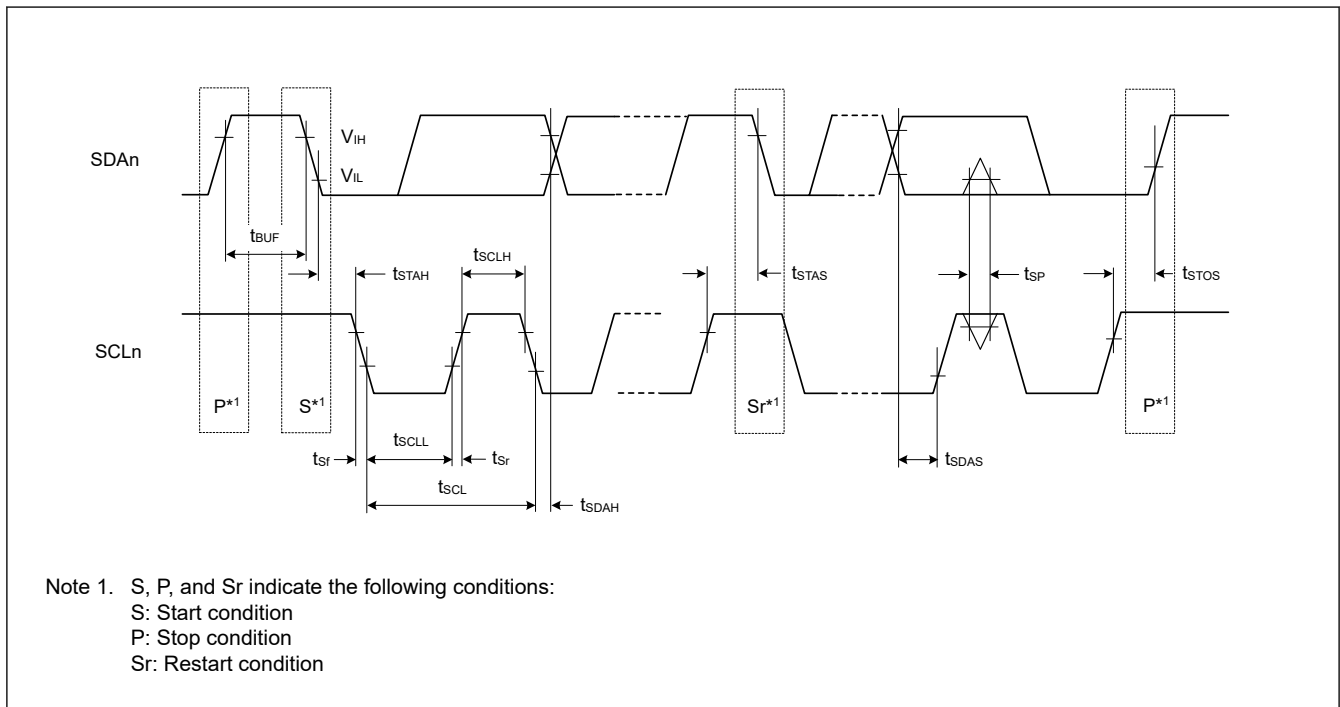 SDAn
VIH
VIL
tBUF
tSTAH
tSCLH
tSTAS
tSP
tSTOS
SCLn
P*1
S*1
Sr*1
P*1
tSf
tSCLL
tSr
tSDAS
tSCL
tSDAH
Note 1. S, P, and Sr indicate the following conditions:
S: Start condition
P: Stop condition
Sr: Restart condition